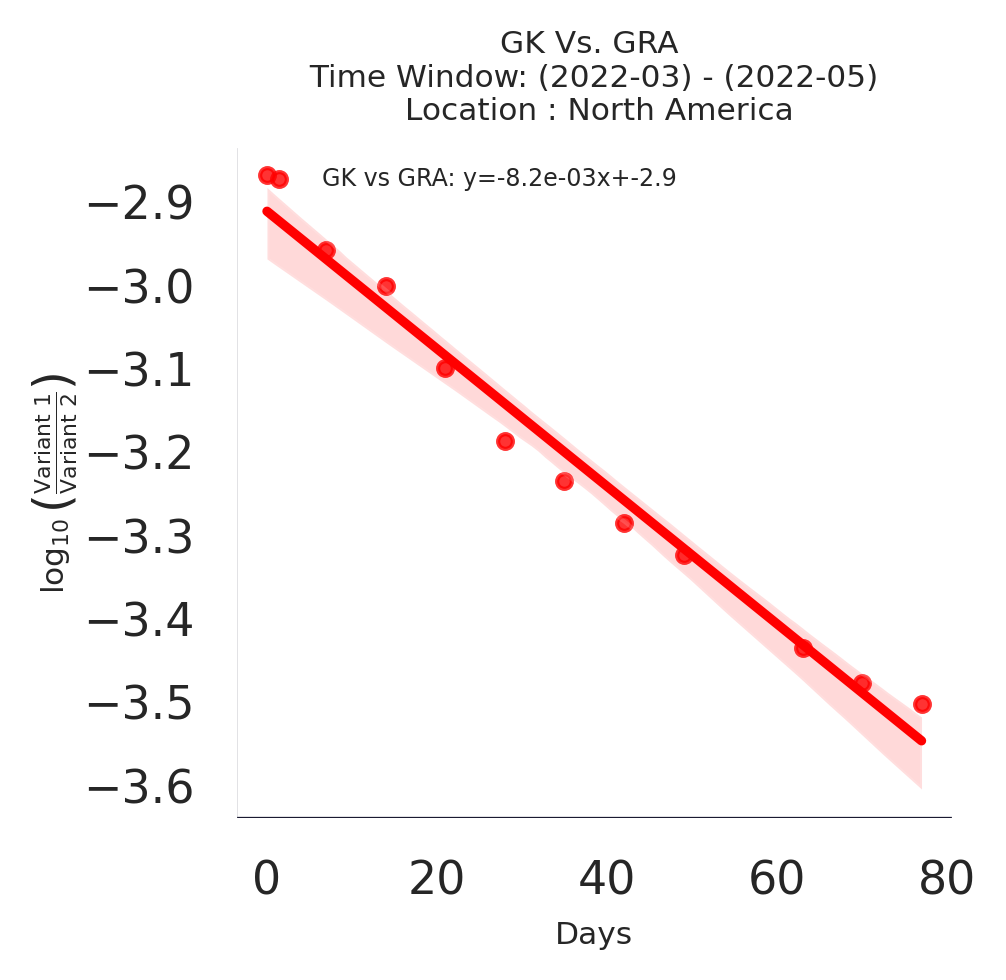 GK Vs. GRA
Time Window: (2022-03) - (2022-05)
Location : North America
GK vs GRA: y=-8.2e-03x+-2.9
−2.9
−3.0
−3.1
−3.2
−3.3
−3.4
−3.5
−3.6
log10 (Variant 1 / Variant 2)
0 20 40 60 80
Days